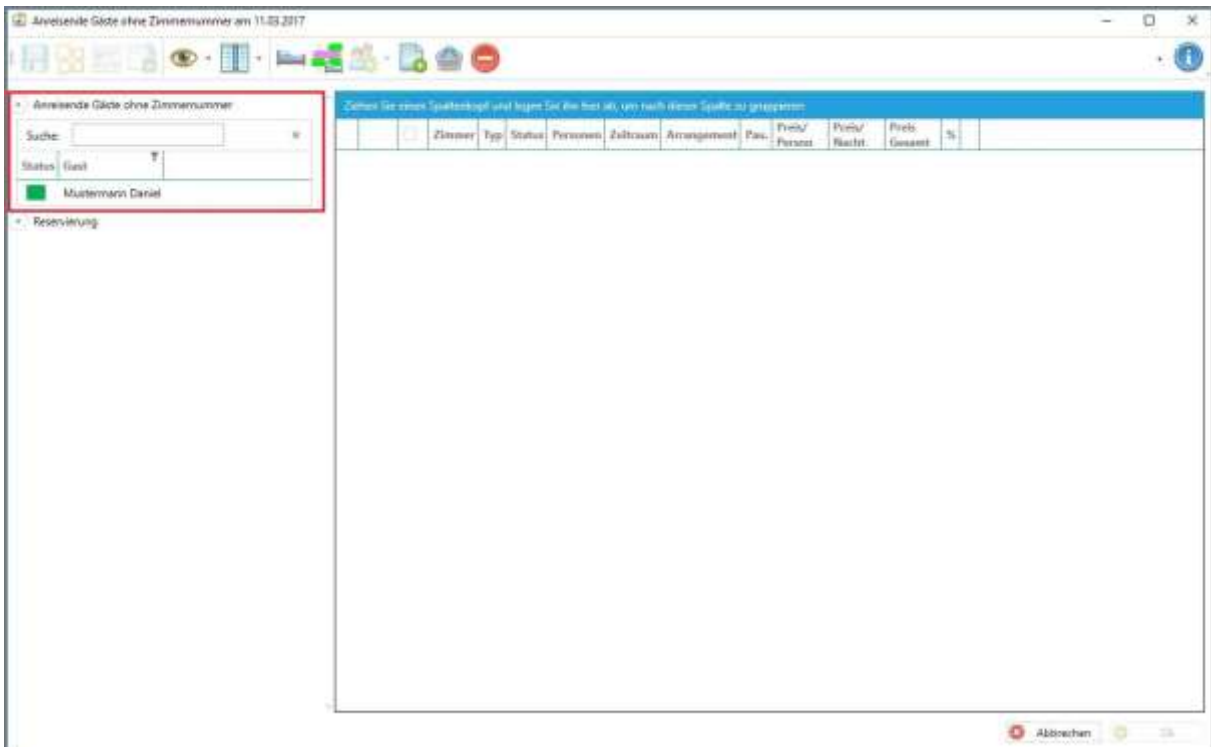 Anreisende Gäste ohne Zimmernummer am 11.03.2017
Anreisende Gäste ohne Zimmernummer
Suche:
Status Gast
Mustermann Daniel
Reservierung
Ziehen Sie einen Spaltenkopf und legen Sie ihn hier ab, um nach dieser Spalte zu gruppieren
Zimmer Typ Status Personen Zeitraum Arrangement Pau. Preis/ Person Preis/ Nacht Preis Gesamt %
Abbrechen